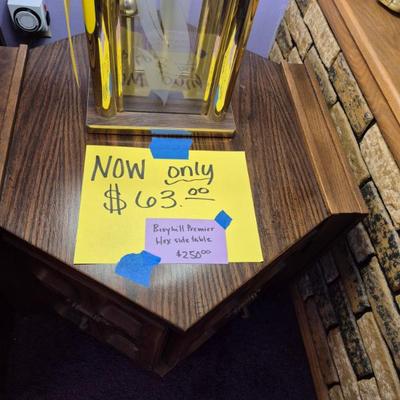 NOW only
$63.00
Broyhill Premier
Hex side table
$250.00